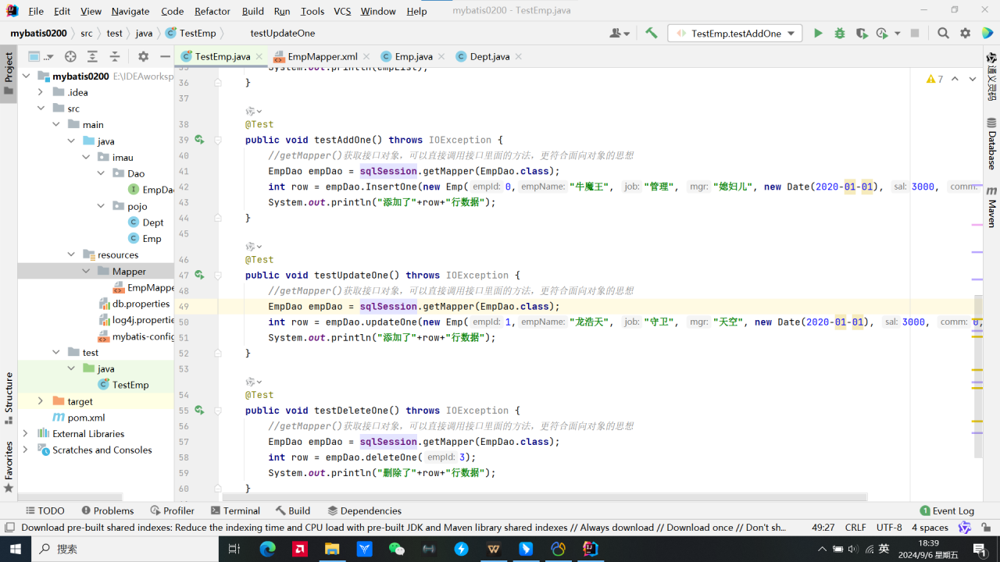 File Edit View Navigate Code Refactor Build Run Tools VCS Window Help mybatis0200 - TestEmp.java
mybatis0200 src test java TestEmp testUpdateOne TestEmp.testAddOne
Project
TestEmp.java EmpMapper.xml Emp.java Dept.java
mybatis0200 E:\IDEAworksp
.idea
src
main
java
imau
Dao
EmpDao
pojo
Dept
Emp
resources
Mapper
EmpMappe
db.properties
log4j.propertie
mybatis-config
test
java
TestEmp
target
pom.xml
External Libraries
Scratches and Consoles
Structure
Favorites
35 System.out.println(empList);
36 }
37
38 @Test
39 public void testAddOne() throws IOException {
40 //getMapper()获取接口对象，可以直接调用接口里面的方法，更符合面向对象的思想
41 EmpDao empDao = sqlSession.getMapper(EmpDao.class);
42 int row = empDao.InsertOne(new Emp( empId: 0, empName: "牛魔王", job: "管理", mgr: "媳妇儿", new Date(2020-01-01), sal: 3000, comm:
43 System.out.println("添加了"+row+"行数据");
44 }
45
46 @Test
47 public void testUpdateOne() throws IOException {
48 //getMapper()获取接口对象，可以直接调用接口里面的方法，更符合面向对象的思想
49 EmpDao empDao = sqlSession.getMapper(EmpDao.class);
50 int row = empDao.updateOne(new Emp( empId: 1, empName: "龙浩天", job: "守卫", mgr: "天空", new Date(2020-01-01), sal: 3000, comm: 0,
51 System.out.println("添加了"+row+"行数据");
52 }
53
54 @Test
55 public void testDeleteOne() throws IOException {
56 //getMapper()获取接口对象，可以直接调用接口里面的方法，更符合面向对象的思想
57 EmpDao empDao = sqlSession.getMapper(EmpDao.class);
58 int row = empDao.deleteOne( empId: 3);
59 System.out.println("删除了"+row+"行数据");
60 }
7
通义灵码
Database
Maven
TODO Problems Profiler Terminal Build Dependencies 1 Event Log
Download pre-built shared indexes: Reduce the indexing time and CPU load with pre-built JDK and Maven library shared indexes // Always download // Download once // Don't sh... 49:27 CRLF UTF-8 4 spaces
搜索
英
18:39
2024/9/6 星期五
1